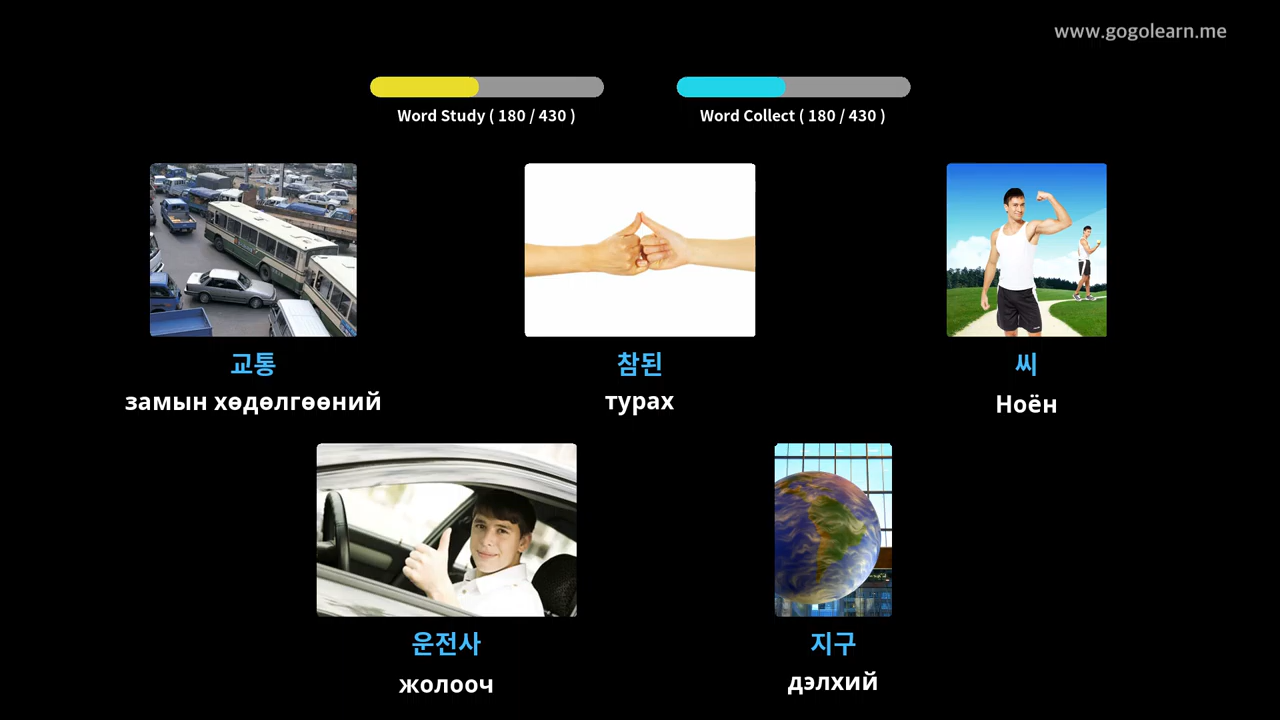 www.gogolearn.me
Word Study ( 180 / 430 )
Word Collect ( 180 / 430 )
교통
замын хөдөлгөөний
참된
турах
씨
Ноён
운전사
жолооч
지구
дэлхий